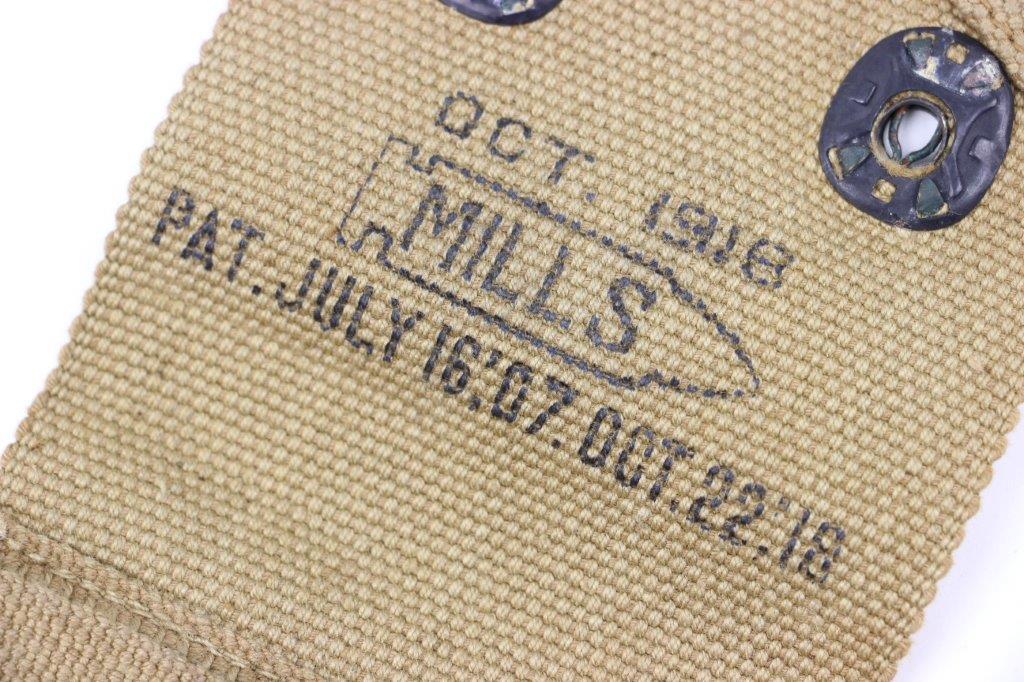 OCT. 1918
MILLS
PAT. JULY 16.'07. OCT. 22.'18